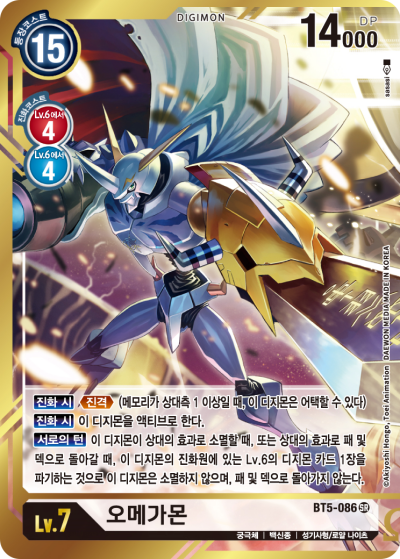 등장코스트
15
DIGIMON
14000
DP
sasasi
진화코스트
Lv.6에서
4
Lv.6에서
4
진화 시 진격 (메모리가 상대측 1 이상일 때, 이 디지몬은 어택할 수 있다)
진화 시 이 디지몬을 액티브로 한다.
서로의 턴 이 디지몬이 상대의 효과로 소멸할 때, 또는 상대의 효과로 패 및
덱으로 돌아갈 때, 이 디지몬의 진화원에 있는 Lv.6의 디지몬 카드 1장을
파기하는 것으로 이 디지몬은 소멸하지 않으며, 패 및 덱으로 돌아가지 않는다.
©Akiyoshi Hongo, Toei Animation DAEWON MEDIA MADE IN KOREA
BT5-086 SR
Lv.7
오메가몬
궁극체 | 백신종 | 성기사형/로얄 나이츠